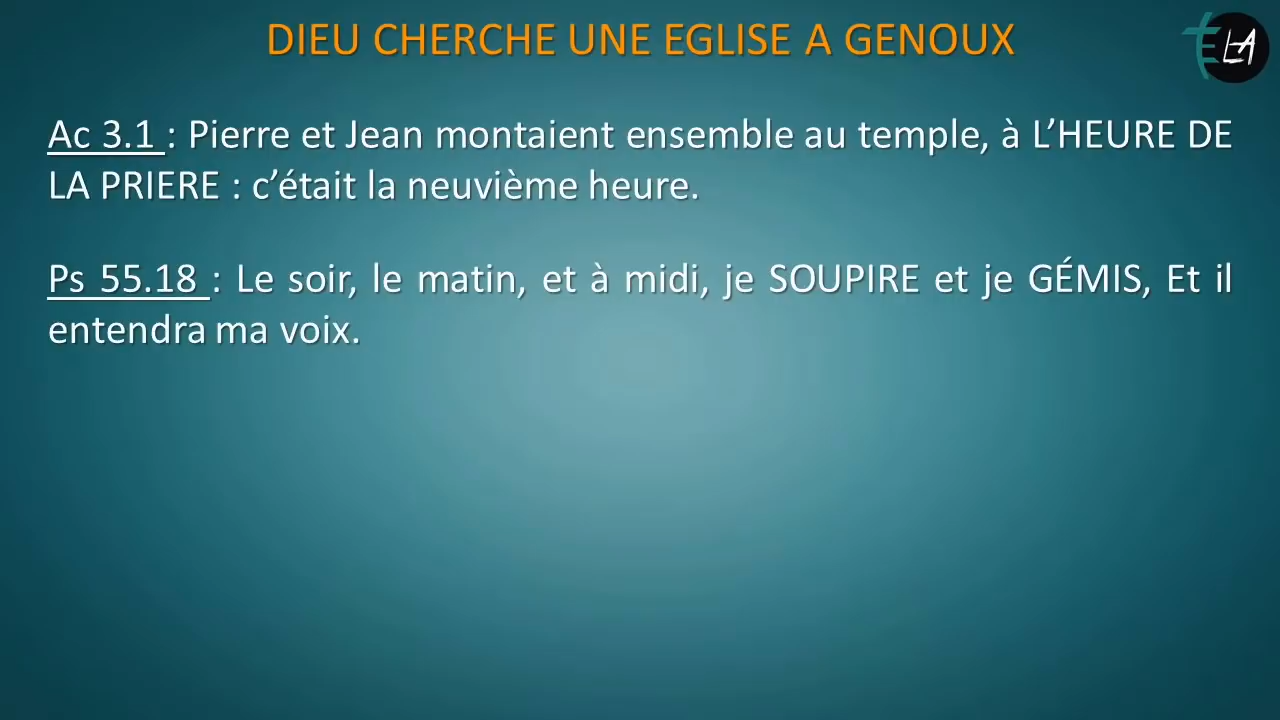 DIEU CHERCHE UNE EGLISE A GENOUX
ELA
Ac 3.1 : Pierre et Jean montaient ensemble au temple, à L’HEURE DE
LA PRIERE : c’était la neuvième heure.
Ps 55.18 : Le soir, le matin, et à midi, je SOUPIRE et je GÉMIS, Et il
entendra ma voix.